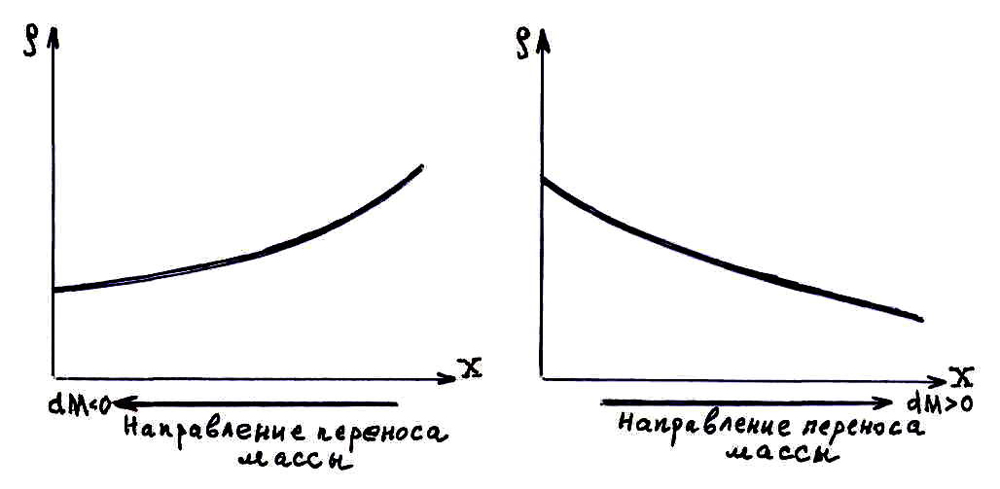 ρ
X
dM<0
Направление переноса
массы
ρ
X
dM>0
Направление переноса
массы